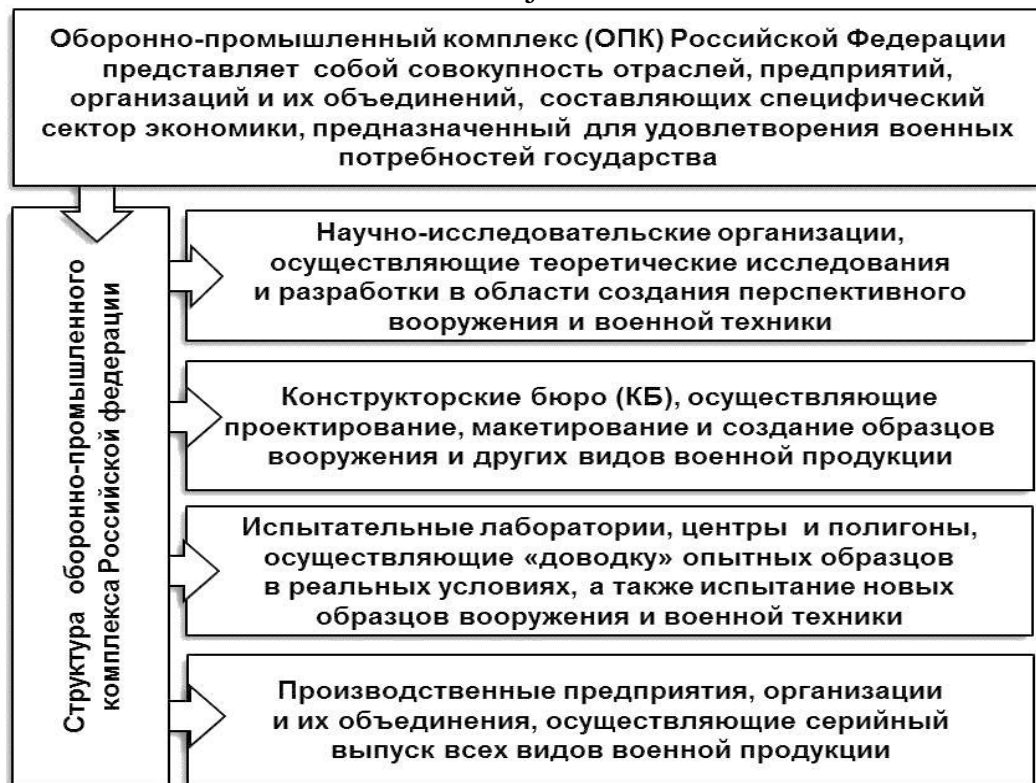 Оборонно-промышленный комплекс (ОПК) Российской Федерации
представляет собой совокупность отраслей, предприятий,
организаций и их объединений, составляющих специфический
сектор экономики, предназначенный для удовлетворения военных
потребностей государства
Структура оборонно-промышленного
комплекса Российской федерации
Научно-исследовательские организации,
осуществляющие теоретические исследования
и разработки в области создания перспективного
вооружения и военной техники
Конструкторские бюро (КБ), осуществляющие
проектирование, макетирование и создание образцов
вооружения и других видов военной продукции
Испытательные лаборатории, центры и полигоны,
осуществляющие «доводку» опытных образцов
в реальных условиях, а также испытание новых
образцов вооружения и военной техники
Производственные предприятия, организации
и их объединения, осуществляющие серийный
выпуск всех видов военной продукции